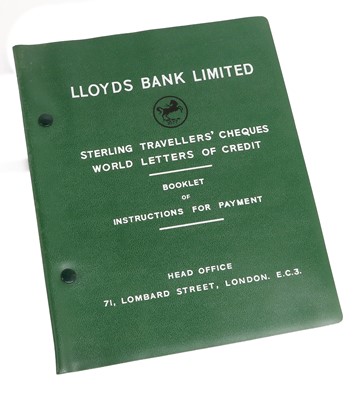 LLOYDS BANK LIMITED
STERLING TRAVELLERS' CHEQUES
WORLD LETTERS OF CREDIT
BOOKLET
OF
INSTRUCTIONS FOR PAYMENT
HEAD OFFICE
71, LOMBARD STREET, LONDON. E.C.3.